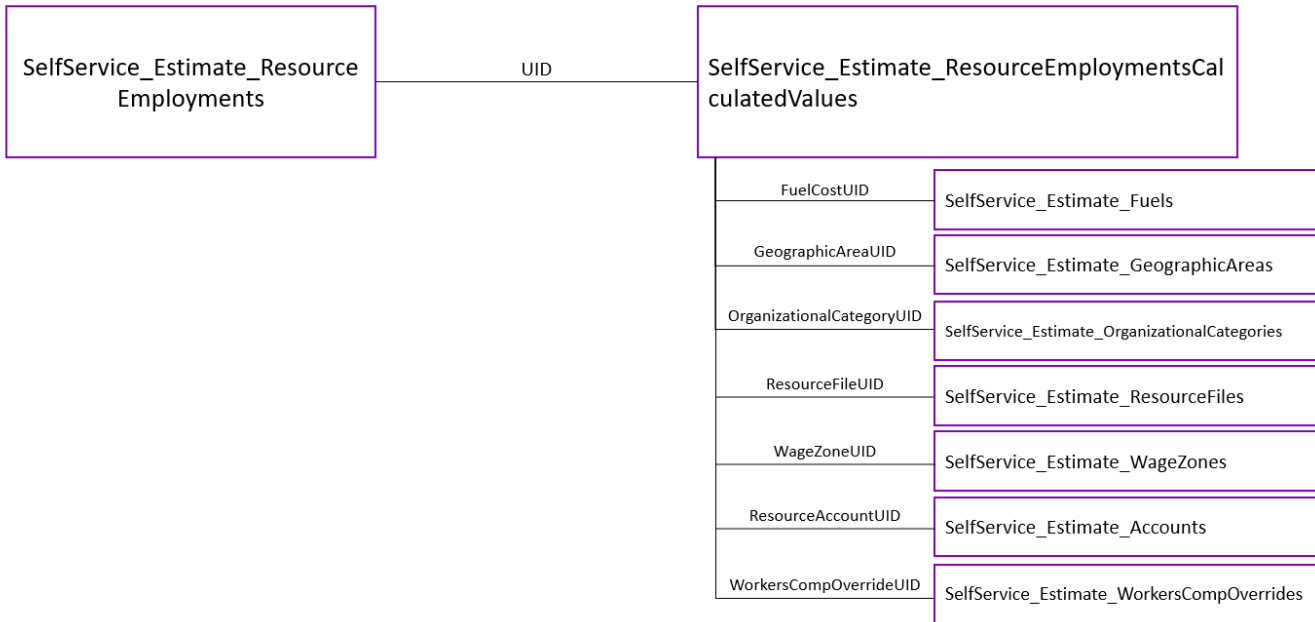 SelfService_Estimate_Resource
Employments
UID
SelfService_Estimate_ResourceEmploymentsCal
culatedValues
FuelCostUID
SelfService_Estimate_Fuels
GeographicAreaUID
SelfService_Estimate_GeographicAreas
OrganizationalCategoryUID
SelfService_Estimate_OrganizationalCategories
ResourceFileUID
SelfService_Estimate_ResourceFiles
WageZoneUID
SelfService_Estimate_WageZones
ResourceAccountUID
SelfService_Estimate_Accounts
WorkersCompOverrideUID
SelfService_Estimate_WorkersCompOverrides